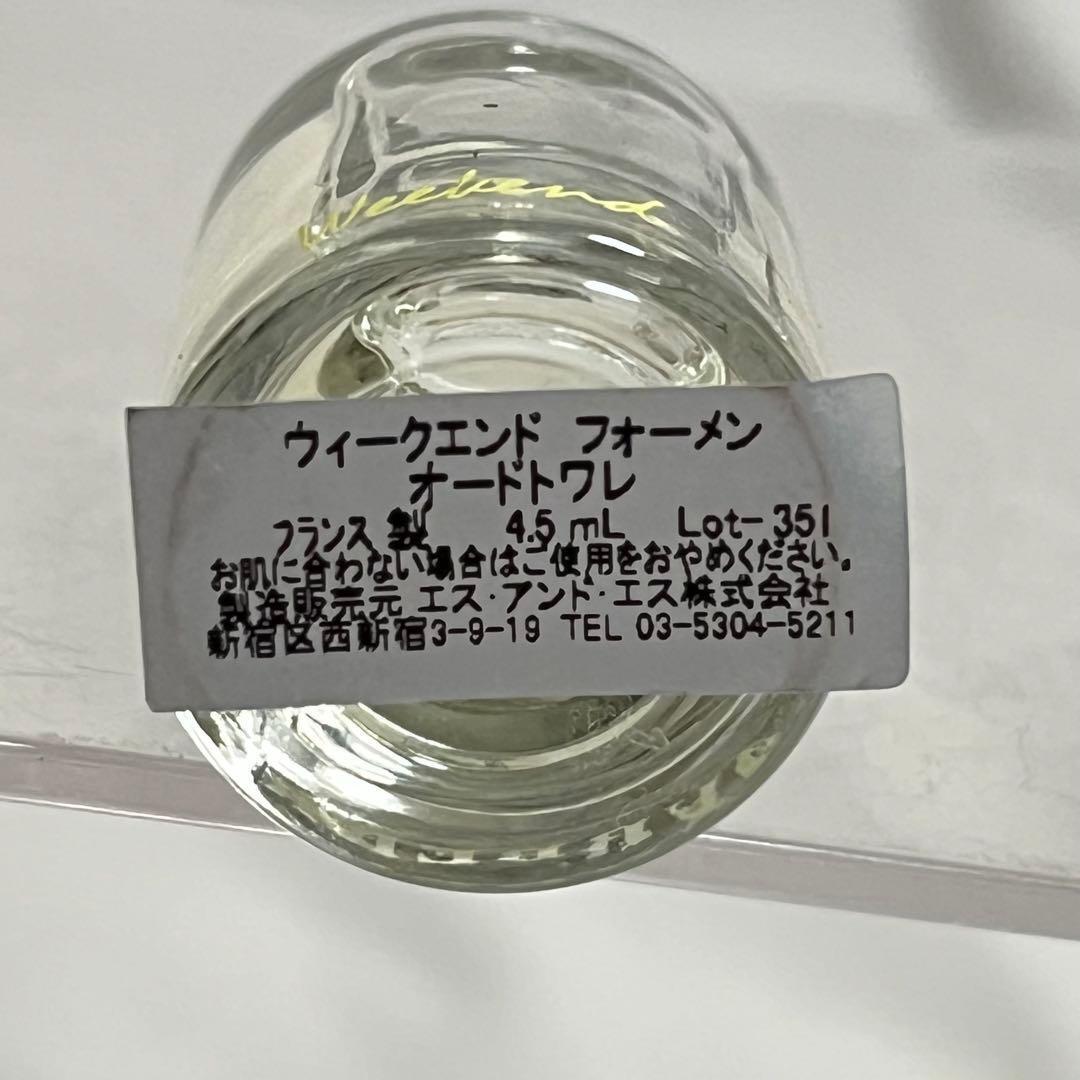 Weekend
ウィークエンド フォーメン
オードトワレ
フランス製 4.5 mL Lot-351
お肌に合わない場合はご使用をおやめください。
製造販売元 エス・アンド・エス株式会社
新宿区西新宿3-9-19 TEL 03-5304-5211